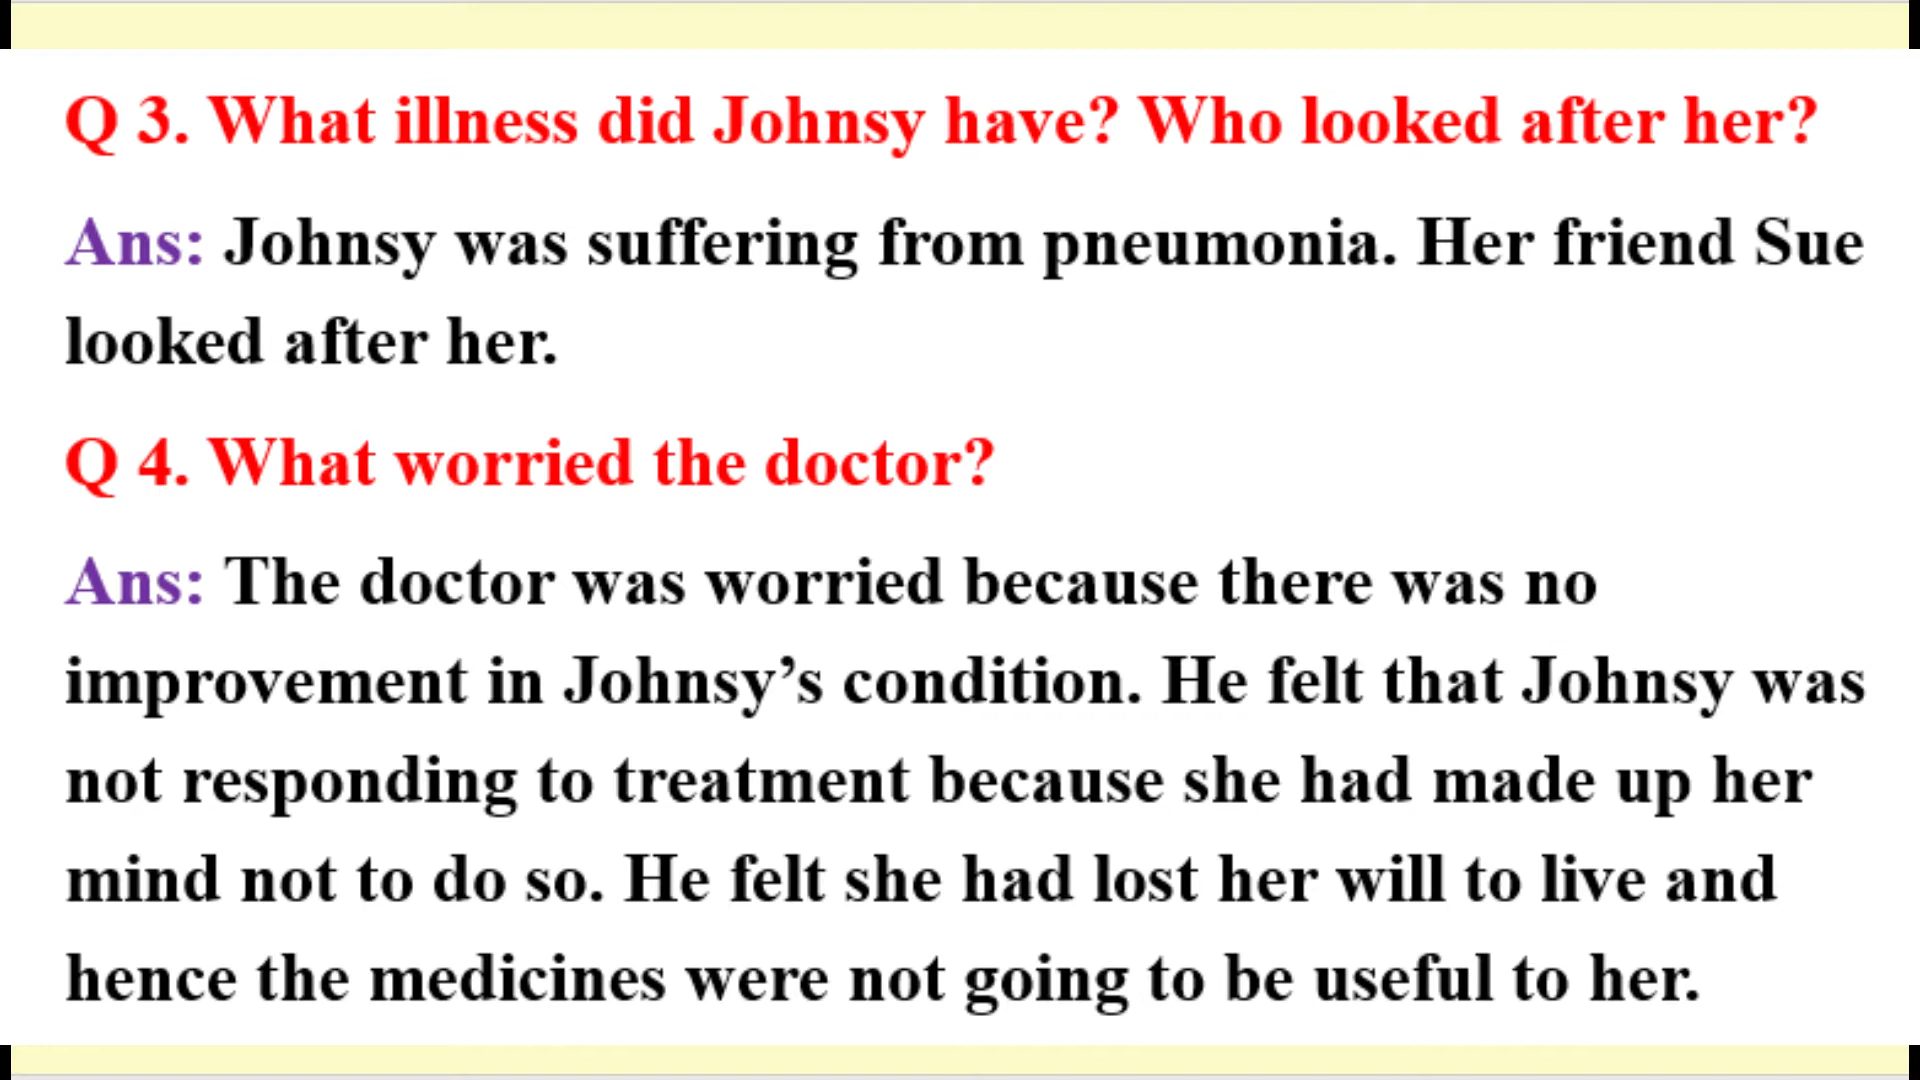 Q 3. What illness did Johnsy have? Who looked after her?
Ans: Johnsy was suffering from pneumonia. Her friend Sue
looked after her.
Q 4. What worried the doctor?
Ans: The doctor was worried because there was no
improvement in Johnsy’s condition. He felt that Johnsy was
not responding to treatment because she had made up her
mind not to do so. He felt she had lost her will to live and
hence the medicines were not going to be useful to her.